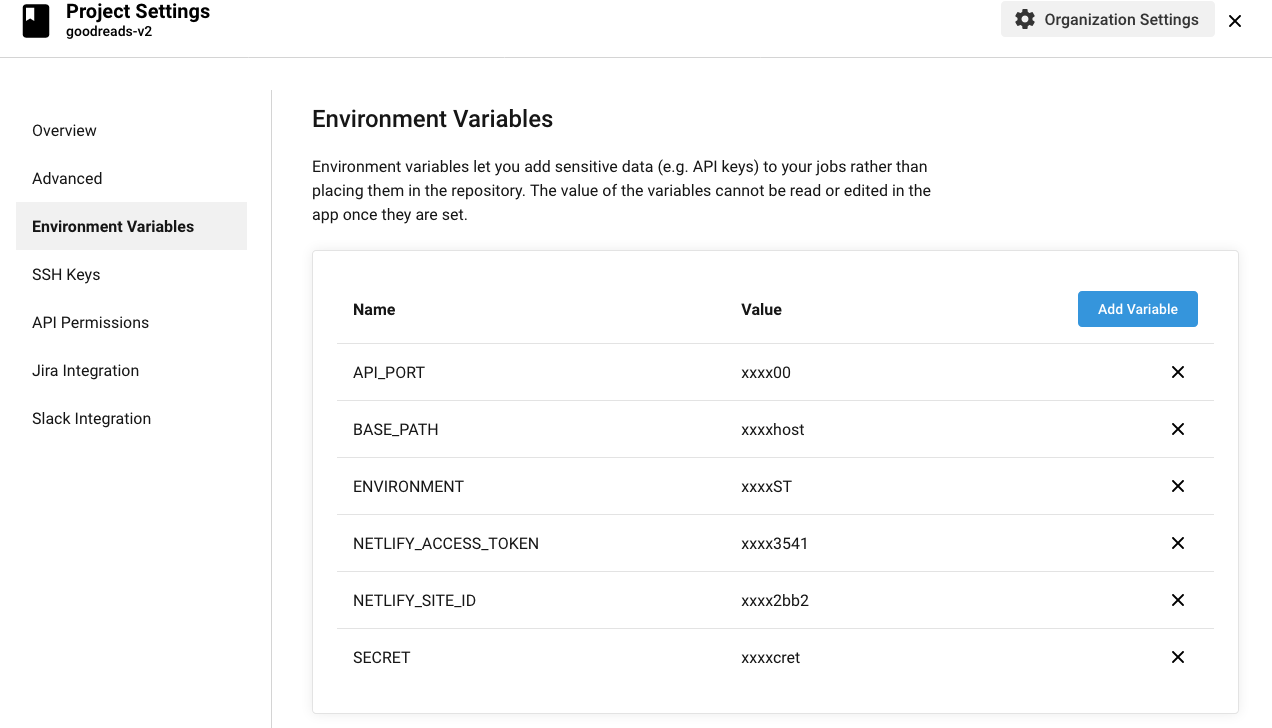 Project Settings
goodreads-v2
Organization Settings
Overview
Advanced
Environment Variables
SSH Keys
API Permissions
Jira Integration
Slack Integration
Environment Variables
Environment variables let you add sensitive data (e.g. API keys) to your jobs rather than
placing them in the repository. The value of the variables cannot be read or edited in the
app once they are set.
Name Value Add Variable
API_PORT xxxx00
BASE_PATH xxxxhost
ENVIRONMENT xxxxST
NETLIFY_ACCESS_TOKEN xxxx3541
NETLIFY_SITE_ID xxxx2bb2
SECRET xxxxcret